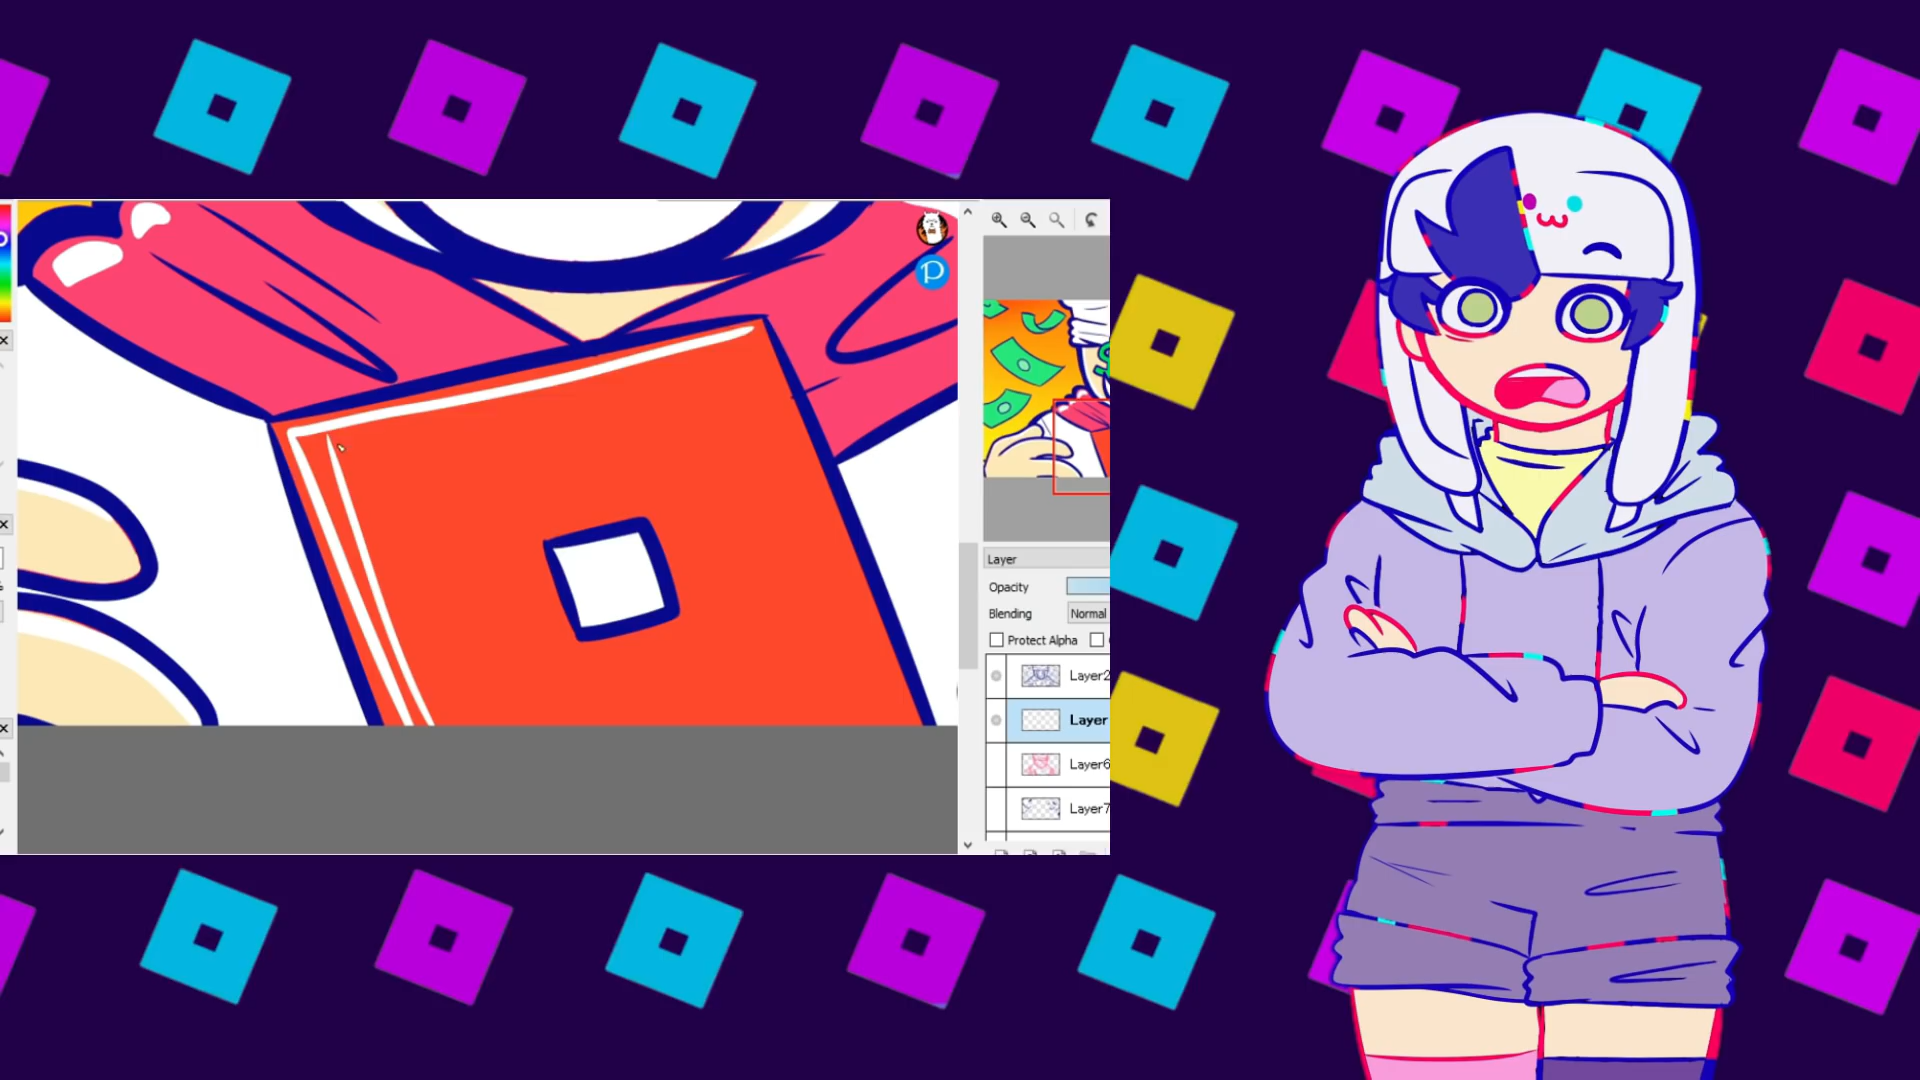 P
Layer
Opacity
Blending Normal
Protect Alpha
Layer2
Layer
Layer6
Layer7